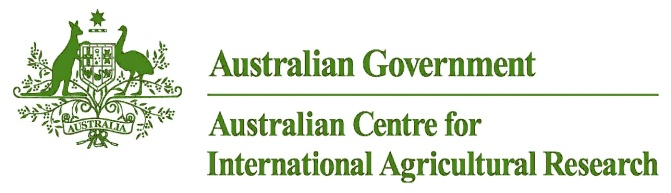 AUSTRALIA
Australian Government
Australian Centre for
International Agricultural Research